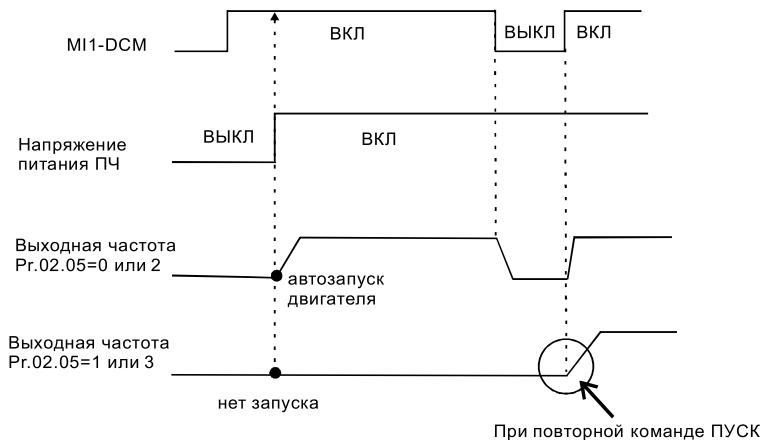 MI1-DCM
ВКЛ
ВЫКЛ
ВКЛ
Напряжение
питания ПЧ
ВЫКЛ
ВКЛ
Выходная частота
Pr.02.05=0 или 2
автозапуск
двигателя
Выходная частота
Pr.02.05=1 или 3
нет запуска
При повторной команде ПУСК